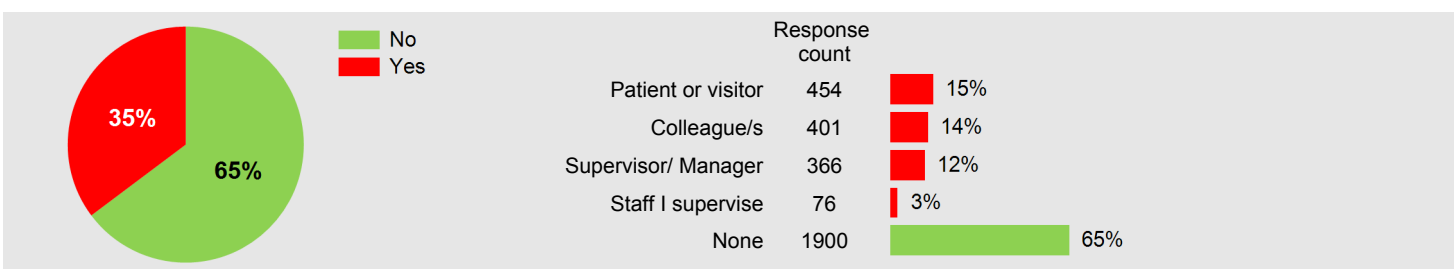 35%
65%
No
Yes
Response
count
Patient or visitor 454 15%
Colleague/s 401 14%
Supervisor/ Manager 366 12%
Staff I supervise 76 3%
None 1900 65%